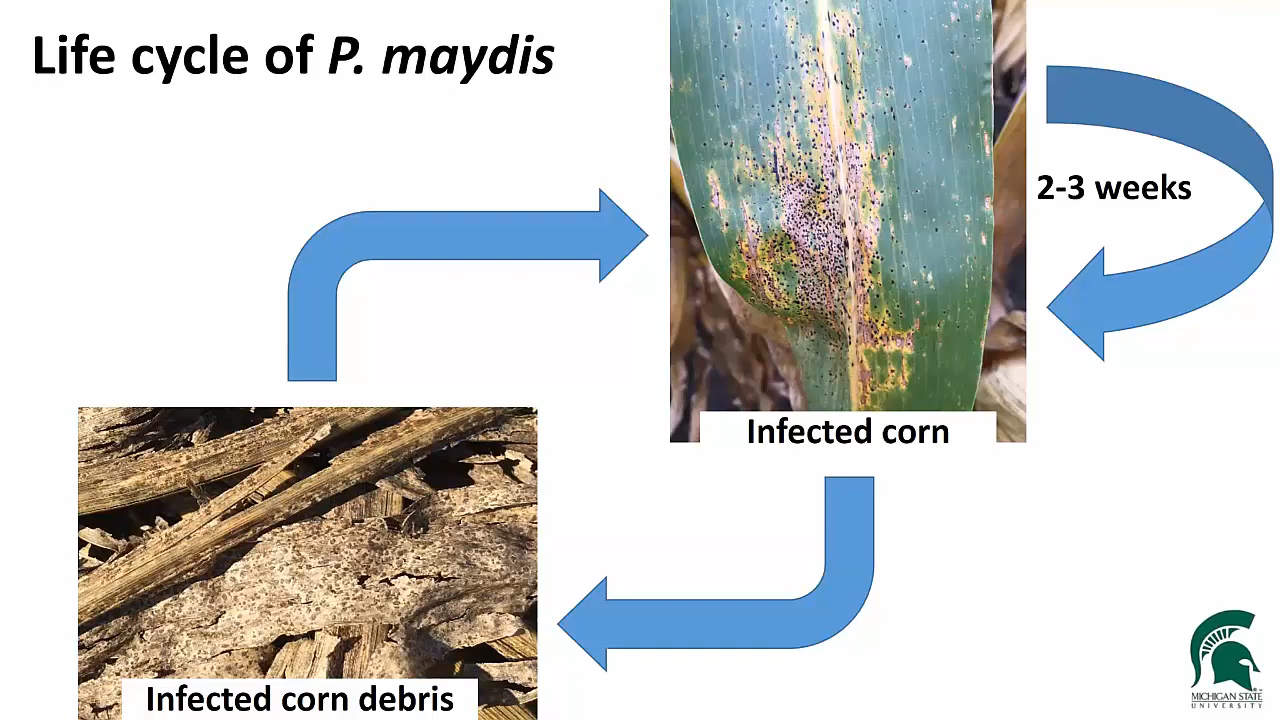 Life cycle of P. maydis
2-3 weeks
Infected corn
Infected corn debris
MICHIGAN STATE
UNIVERSITY